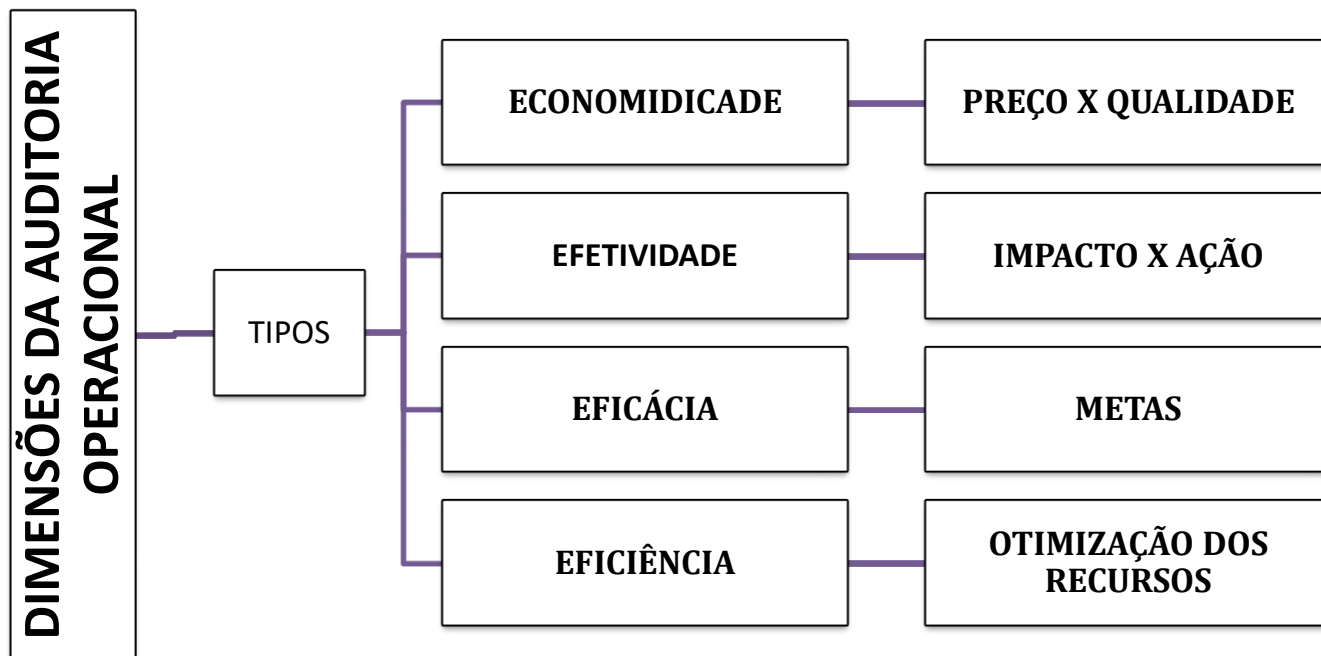 DIMENSÕES DA AUDITORIA
OPERACIONAL
TIPOS
ECONOMIDICADE
PREÇO X QUALIDADE
EFETIVIDADE
IMPACTO X AÇÃO
EFICÁCIA
METAS
EFICIÊNCIA
OTIMIZAÇÃO DOS
RECURSOS